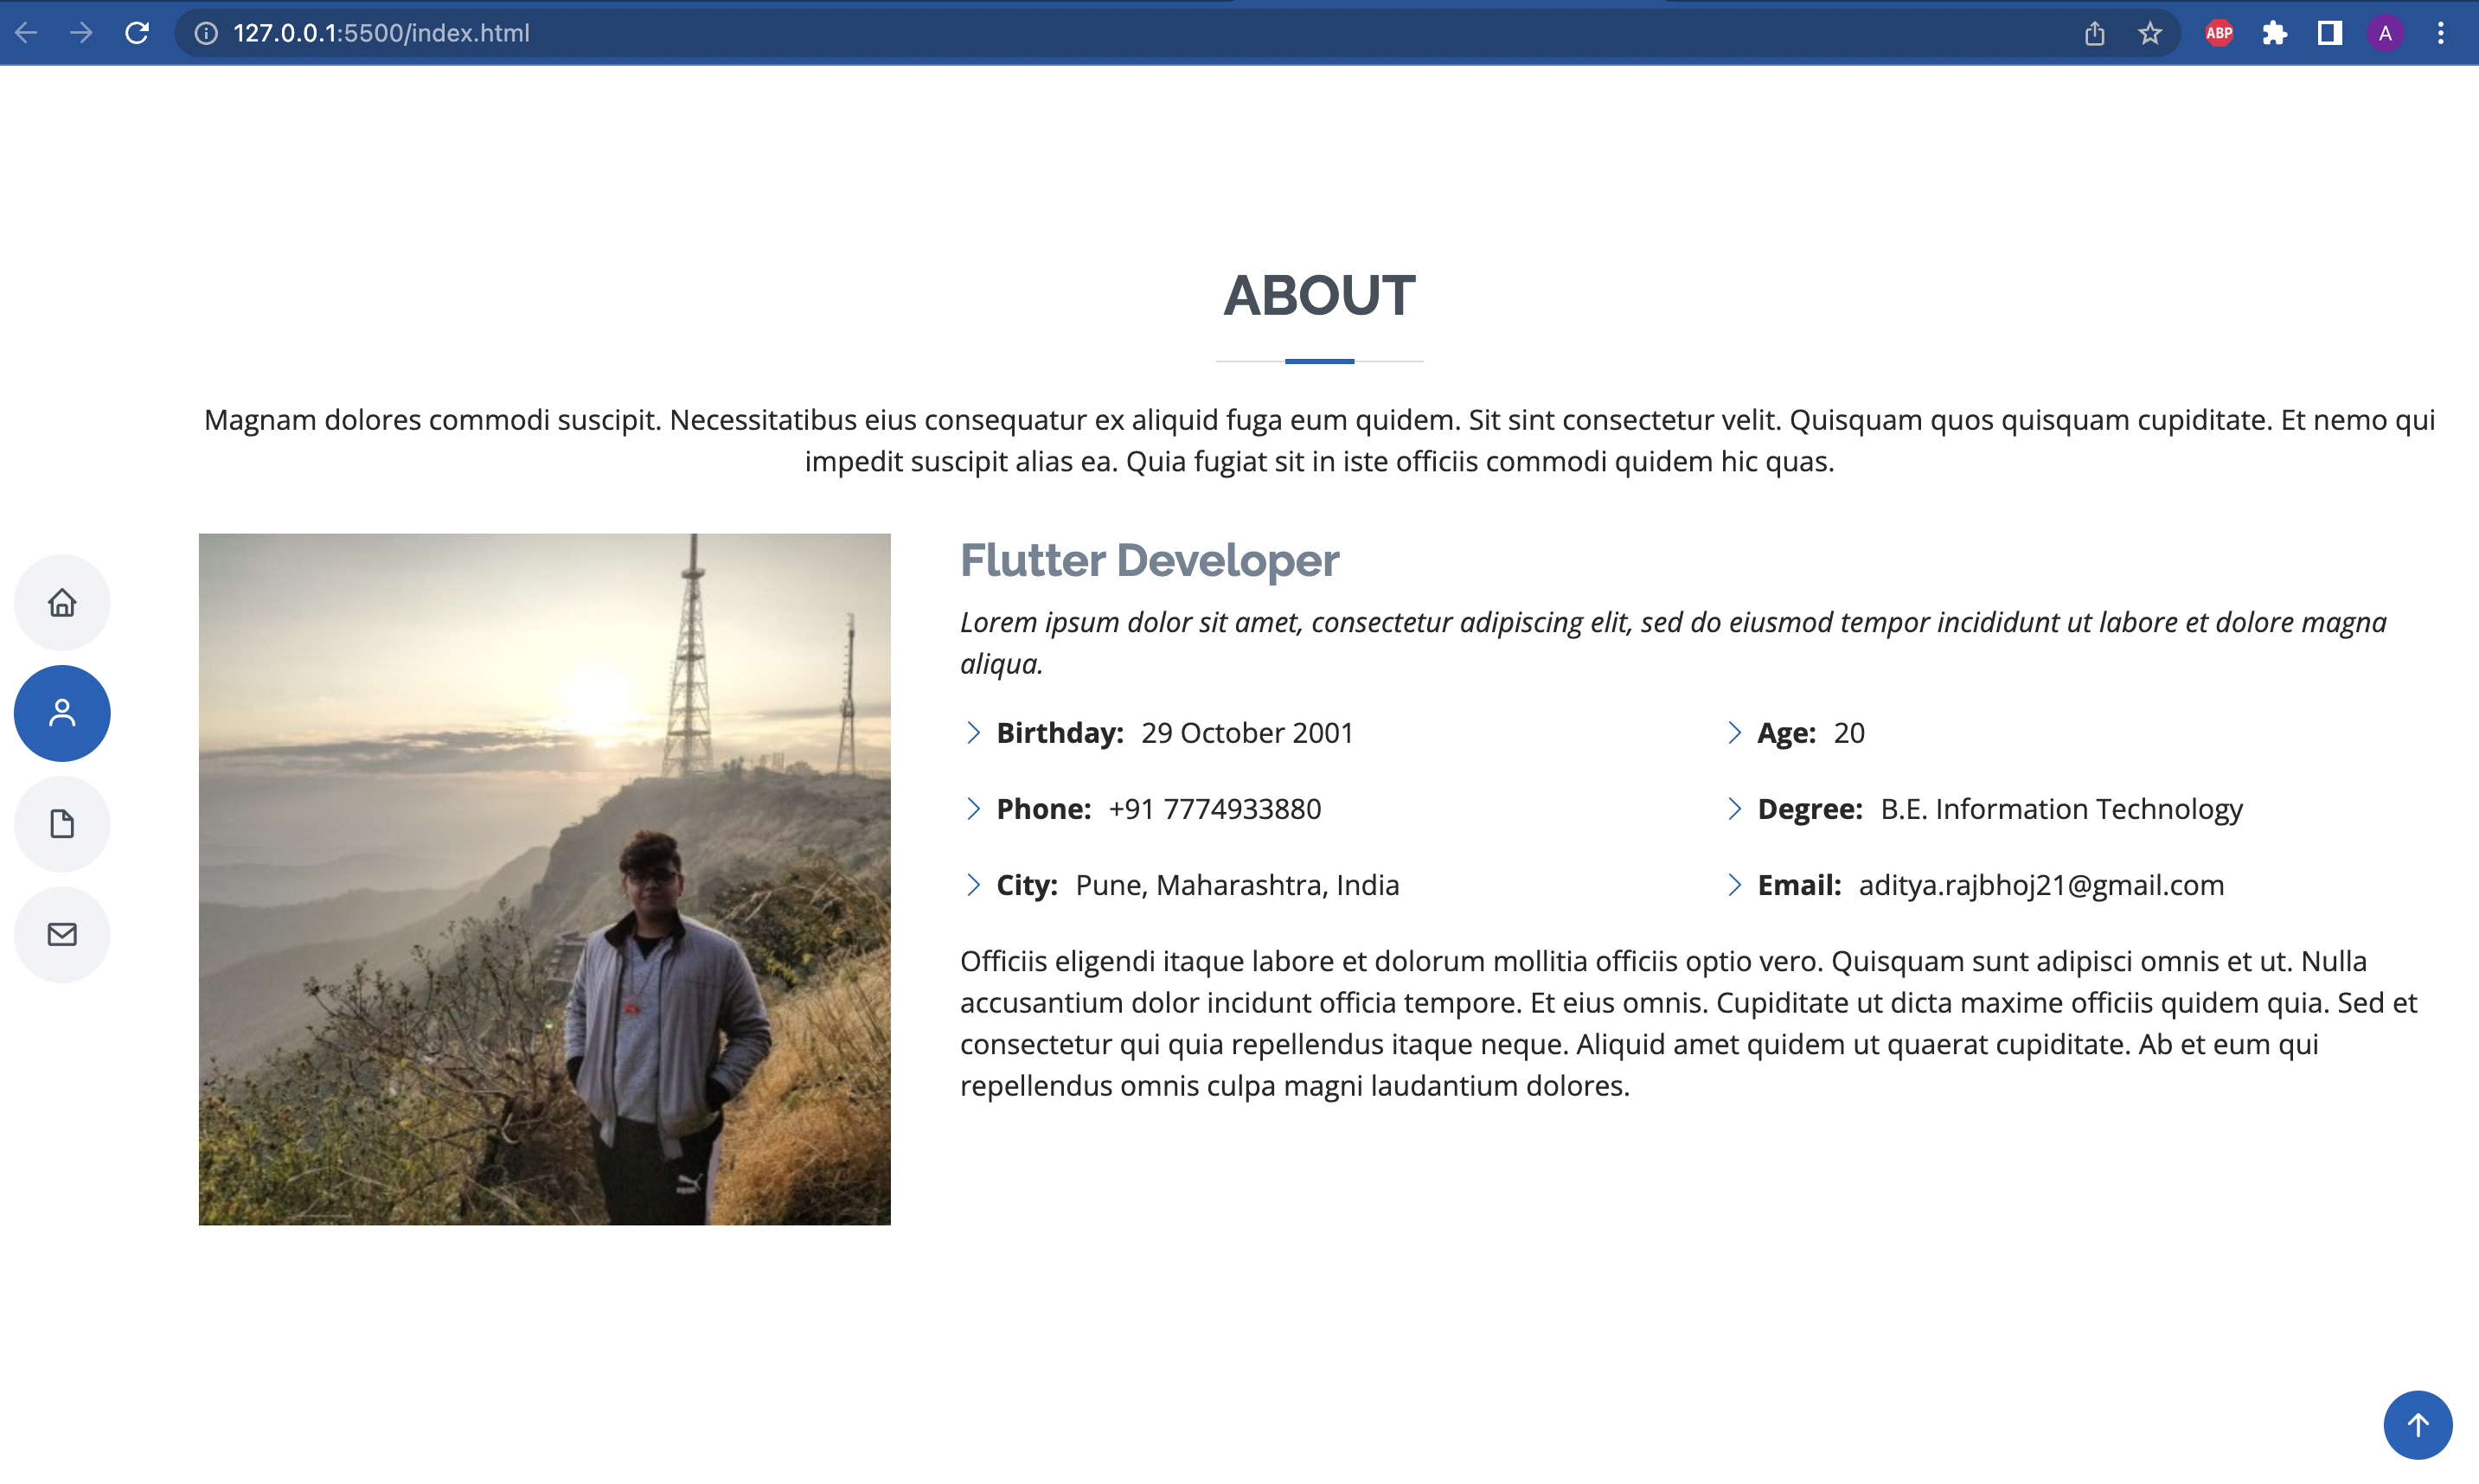 127.0.0.1:5500/index.html
ABP
A
ABOUT
Magnam dolores commodi suscipit. Necessitatibus eius consequatur ex aliquid fuga eum quidem. Sit sint consectetur velit. Quisquam quos quisquam cupiditate. Et nemo qui
impedit suscipit alias ea. Quia fugiat sit in iste officiis commodi quidem hic quas.
Flutter Developer
Lorem ipsum dolor sit amet, consectetur adipiscing elit, sed do eiusmod tempor incididunt ut labore et dolore magna
aliqua.
Birthday: 29 October 2001
Age: 20
Phone: +91 7774933880
Degree: B.E. Information Technology
City: Pune, Maharashtra, India
Email: aditya.rajbhoj21@gmail.com
Officiis eligendi itaque labore et dolorum mollitia officiis optio vero. Quisquam sunt adipisci omnis et ut. Nulla
accusantium dolor incidunt officia tempore. Et eius omnis. Cupiditate ut dicta maxime officiis quidem quia. Sed et
consectetur qui quia repellendus itaque neque. Aliquid amet quidem ut quaerat cupiditate. Ab et eum qui
repellendus omnis culpa magni laudantium dolores.